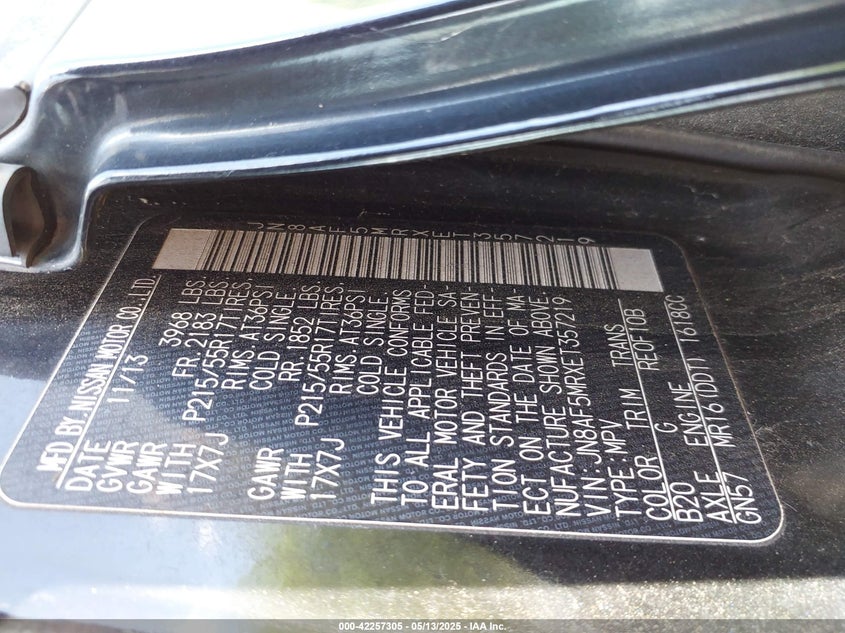 MFD BY NISSAN MOTOR CO.,LTD.
DATE 11/13
GVWR 3968 LBS.
GAWR FR.2183 LBS.
WITH P215/55R17TIRES.
17X7J RIMS.AT36PSI
COLD SINGLE.
GAWR RR.1852 LBS.
WITH P215/55R17TIRES.
17X7J RIMS.AT36PSI
COLD SINGLE.
THIS VEHICLE CONFORMS
TO ALL APPLICABLE FED-
ERAL MOTOR VEHICLE SA-
FETY AND THEFT PREVEN-
TION STANDARDS IN EFF-
ECT ON THE DATE OF MA-
NUFACTURE SHOWN ABOVE.
VIN:JN8AF5MRXET357219
TYPE:MPV
COLOR TRIM TRANS
B20 G RE0F10B
AXLE ENGINE
GN57 MR16(DDT) 1618CC
JN8AF5MRXET357219
000-42257305 - 05/13/2025 - IAA Inc.